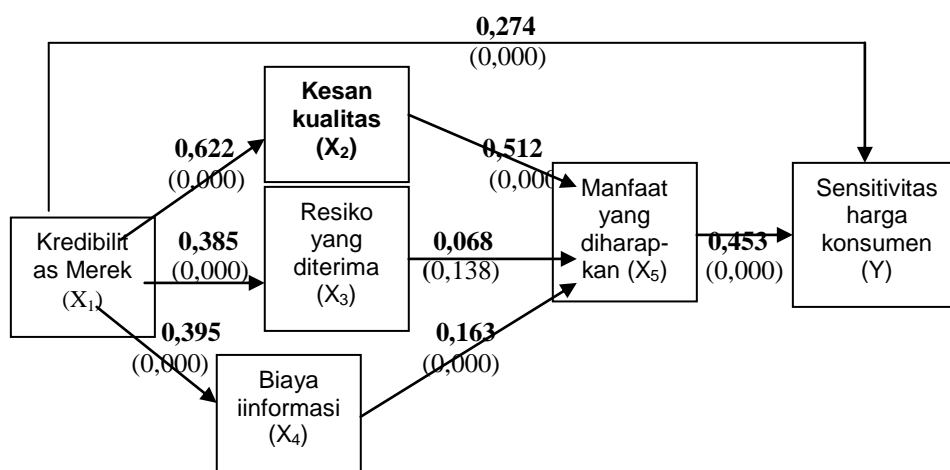 0,274
(0,000)
Kesan
kualitas
(X2)
0,622
(0,000)
0,512
(0,000
Manfaat
yang
diharap-
kan (X5)
Sensitivitas
harga
konsumen
(Y)
Resiko
yang
diterima
(X3)
Kredibilit
as Merek
(X1)
0,385
(0,000)
0,068
(0,138)
0,453
(0,000)
0,395
(0,000)
0,163
(0,000)
Biaya
iinformasi
(X4)